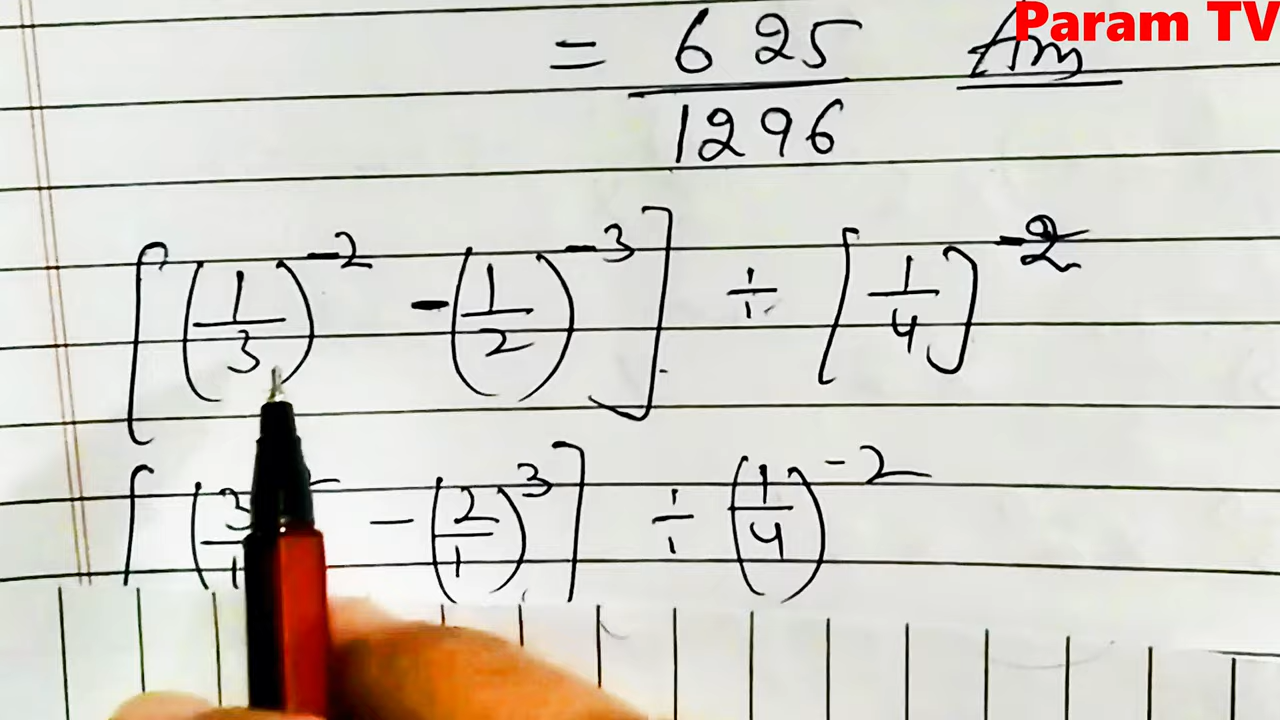 Param TV
= 625/1296 Ans
[(1/3)^-2 - (1/2)^-3] ÷ [1/4]^-2
[(3/1)^2 - (2/1)^3] ÷ (1/4)^-2